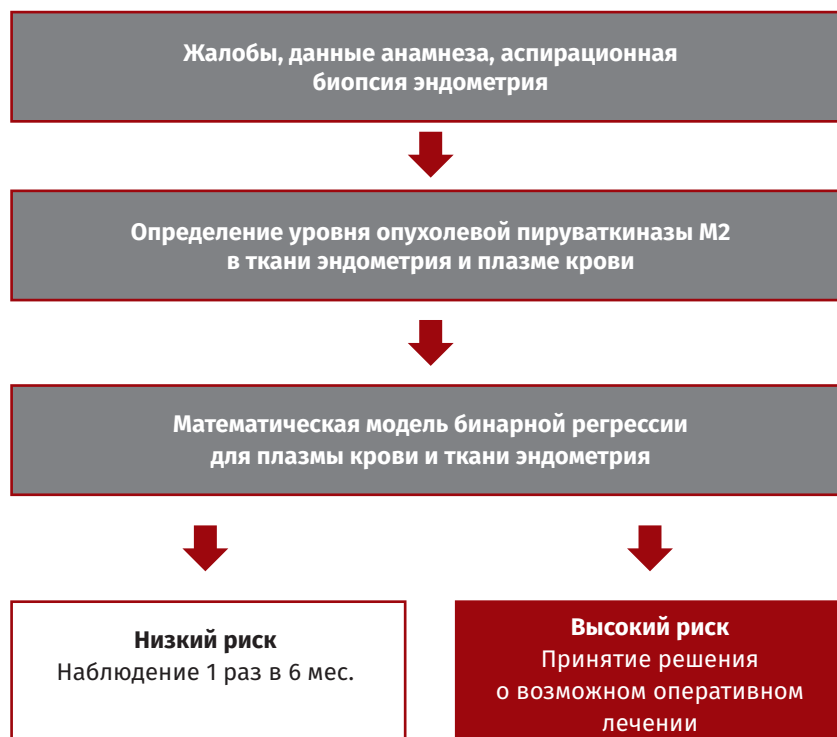 Жалобы, данные анамнеза, аспирационная
биопсия эндометрия
Определение уровня опухолевой пируваткиназы М2
в ткани эндометрия и плазме крови
Математическая модель бинарной регрессии
для плазмы крови и ткани эндометрия
Низкий риск
Наблюдение 1 раз в 6 мес.
Высокий риск
Принятие решения
о возможном оперативном
лечении